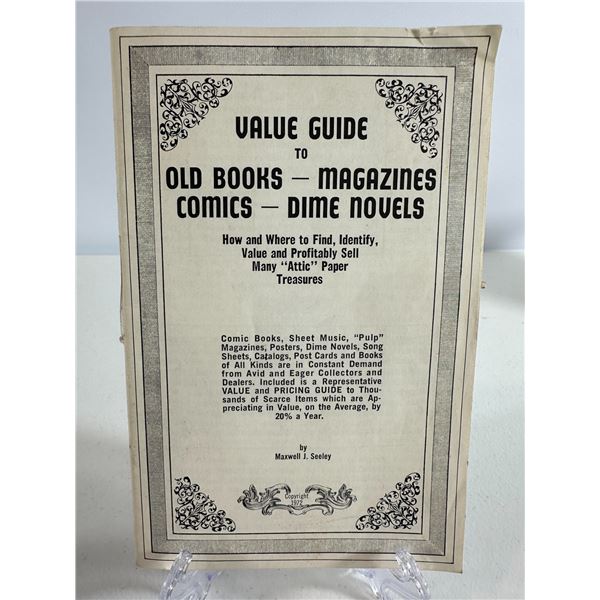 VALUE GUIDE
TO
OLD BOOKS — MAGAZINES
COMICS — DIME NOVELS
How and Where to Find, Identify,
Value and Profitably Sell
Many "Attic" Paper
Treasures
Comic Books, Sheet Music, "Pulp"
Magazines, Posters, Dime Novels, Song
Sheets, Catalogs, Post Cards and Books
of All Kinds are in Constant Demand
from Avid and Eager Collectors and
Dealers. Included is a Representative
VALUE and PRICING GUIDE to Thou-
sands of Scarce Items which are Ap-
preciating in Value, on the Average, by
20% a Year.
by
Maxwell J. Seeley
Copyright
1972